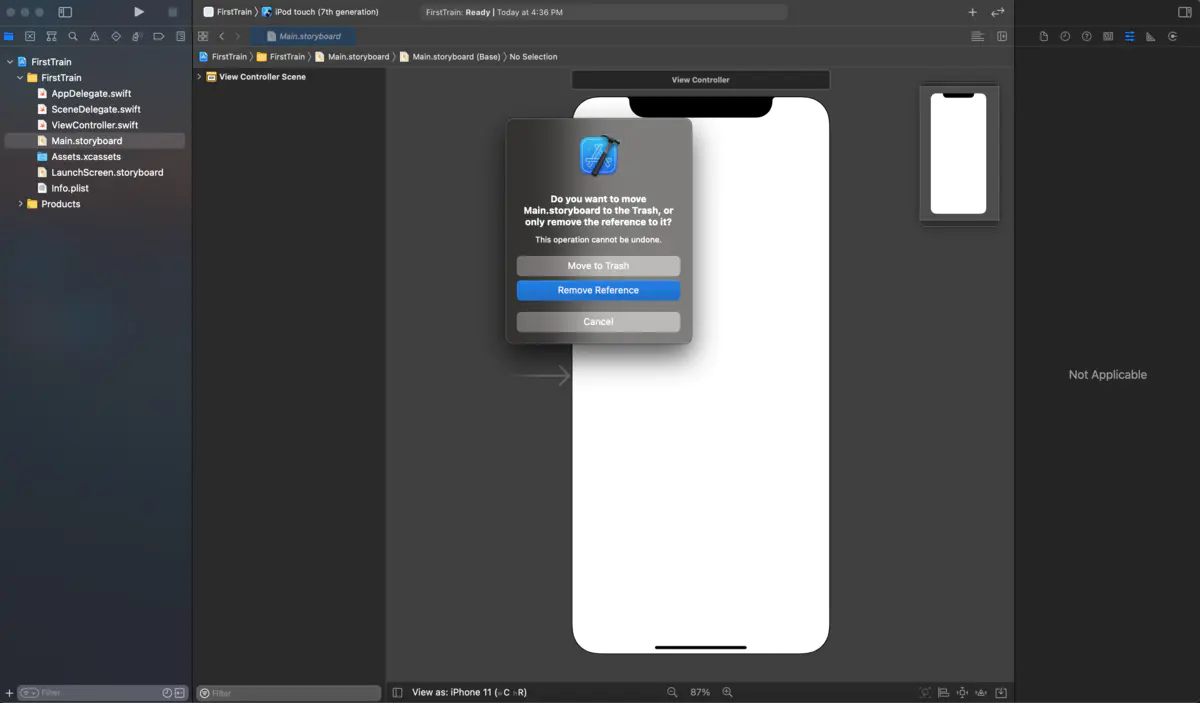 FirstTrain 〉 iPod touch (7th generation)
FirstTrain: Ready | Today at 4:36 PM
Main.storyboard
FirstTrain 〉 FirstTrain 〉 Main.storyboard 〉 Main.storyboard (Base) 〉 No Selection
FirstTrain
FirstTrain
AppDelegate.swift
SceneDelegate.swift
ViewController.swift
Main.storyboard
Assets.xcassets
LaunchScreen.storyboard
Info.plist
Products
View Controller Scene
View Controller
Do you want to move
Main.storyboard to the Trash, or
only remove the reference to it?
This operation cannot be undone.
Move to Trash
Remove Reference
Cancel
Not Applicable
Filter
Filter
View as: iPhone 11 (wC hR)
87%